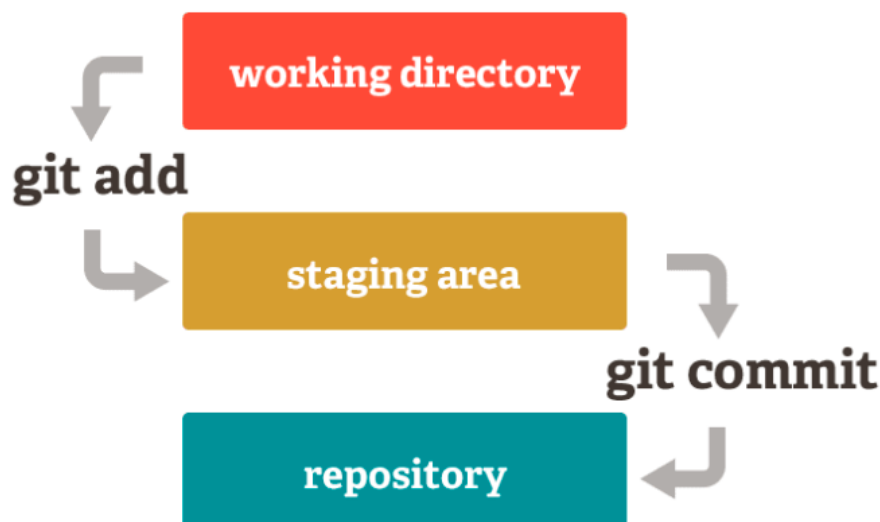 working directory
git add
staging area
git commit
repository